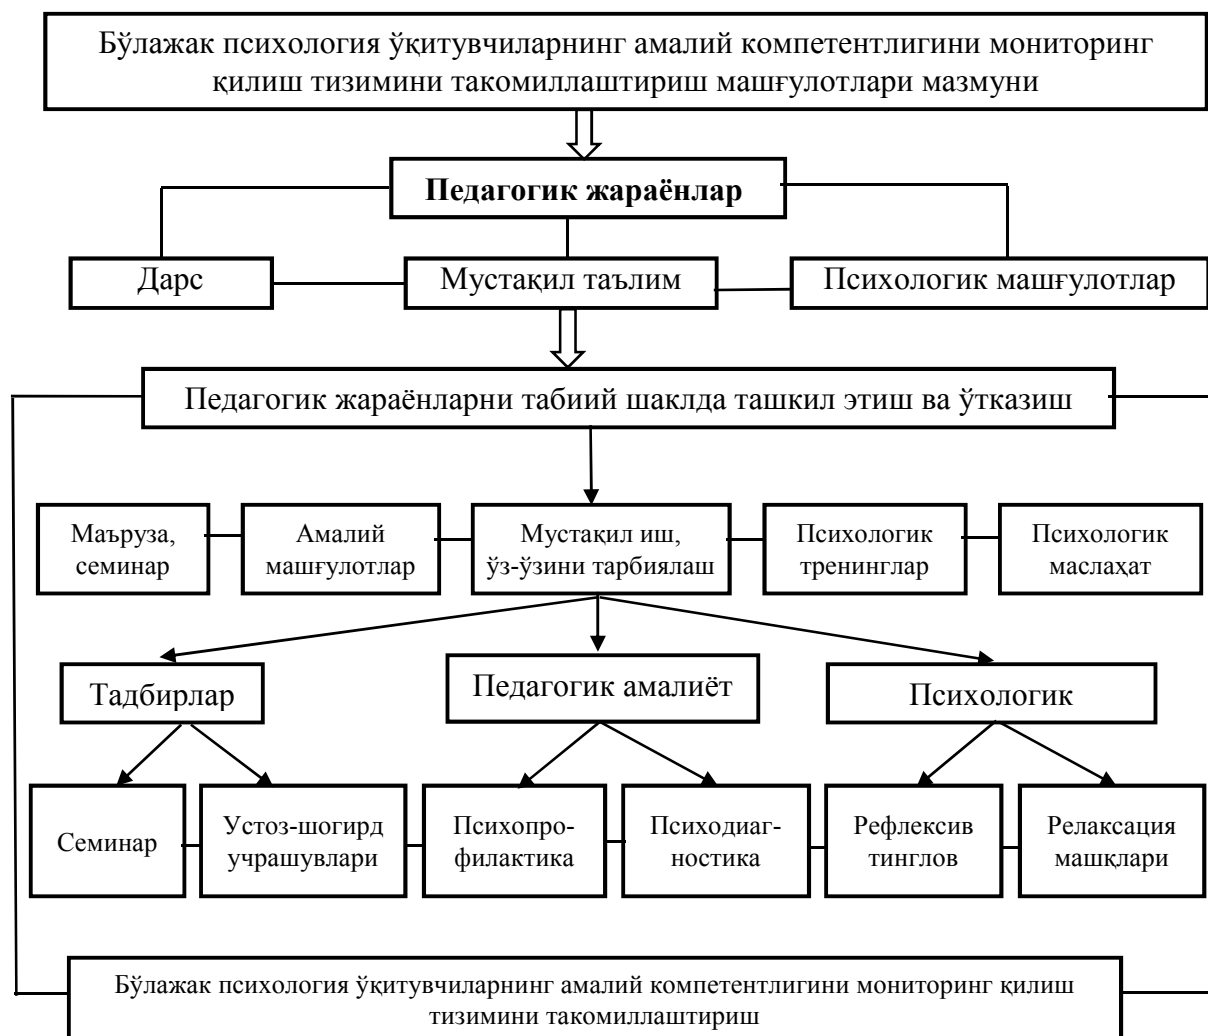 Бўлажак психология ўқитувчиларнинг амалий компетентлигини мониторинг
қилиш тизимини такомиллаштириш машғулотлари мазмуни
Педагогик жараёнлар
Дарс
Мустақил таълим
Психологик машғулотлар
Педагогик жараёнларни табиий шаклда ташкил этиш ва ўтказиш
Маъруза,
семинар
Амалий
машғулотлар
Мустақил иш,
ўз-ўзини тарбиялаш
Психологик
тренинглар
Психологик
маслаҳат
Тадбирлар
Педагогик амалиёт
Психологик
Семинар
Устоз-шогирд
учрашувлари
Психопро-
филактика
Психодиаг-
ностика
Рефлексив
тинглов
Релаксация
машқлари
Бўлажак психология ўқитувчиларнинг амалий компетентлигини мониторинг қилиш
тизимини такомиллаштириш